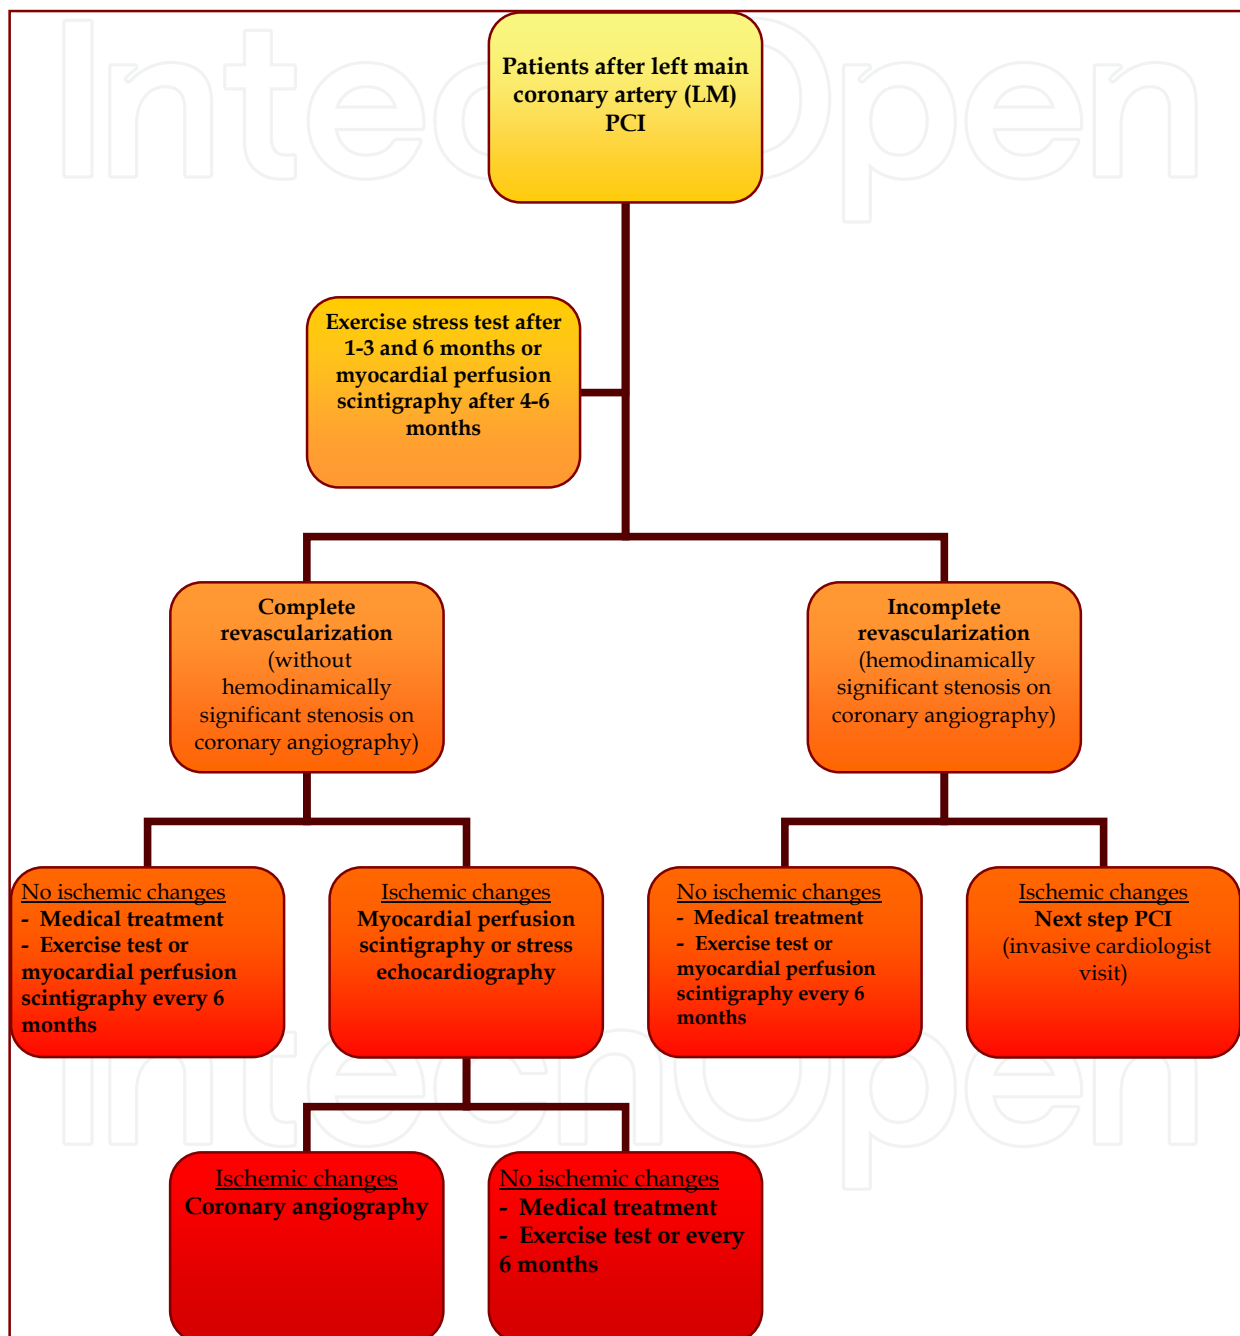 IntechOpen
Patients after left main
coronary artery (LM)
PCI
Exercise stress test after
1-3 and 6 months or
myocardial perfusion
scintigraphy after 4-6
months
Complete
revascularization
(without
hemodinamically
significant stenosis on
coronary angiography)
Incomplete
revascularization
(hemodinamically
significant stenosis on
coronary angiography)
No ischemic changes
- Medical treatment
- Exercise test or
myocardial perfusion
scintigraphy every 6
months
Ischemic changes
Myocardial perfusion
scintigraphy or stress
echocardiography
No ischemic changes
- Medical treatment
- Exercise test or
myocardial perfusion
scintigraphy every 6
months
Ischemic changes
Next step PCI
(invasive cardiologist
visit)
IntechOpen
Ischemic changes
Coronary angiography
No ischemic changes
- Medical treatment
- Exercise test or every
6 months